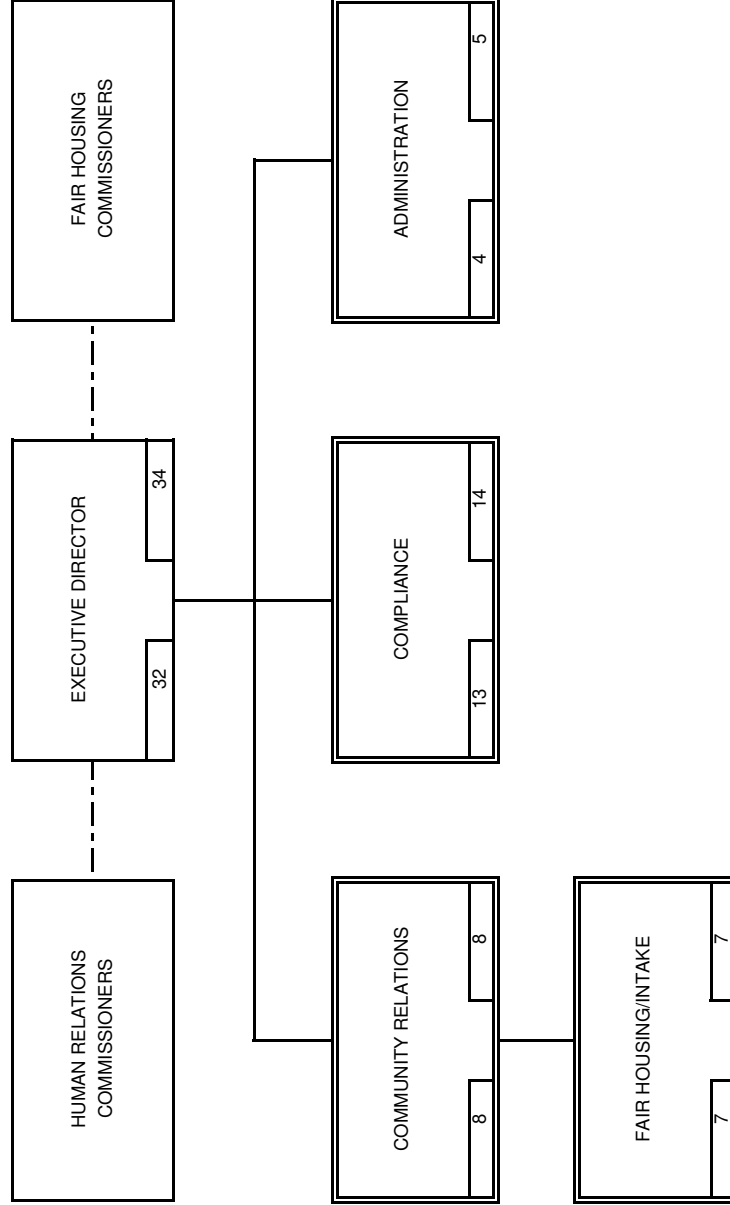 HUMAN RELATIONS
COMMISSIONERS
EXECUTIVE DIRECTOR
32
34
FAIR HOUSING
COMMISSIONERS
COMMUNITY RELATIONS
8
8
COMPLIANCE
13
14
ADMINISTRATION
4
5
FAIR HOUSING/INTAKE
7
7